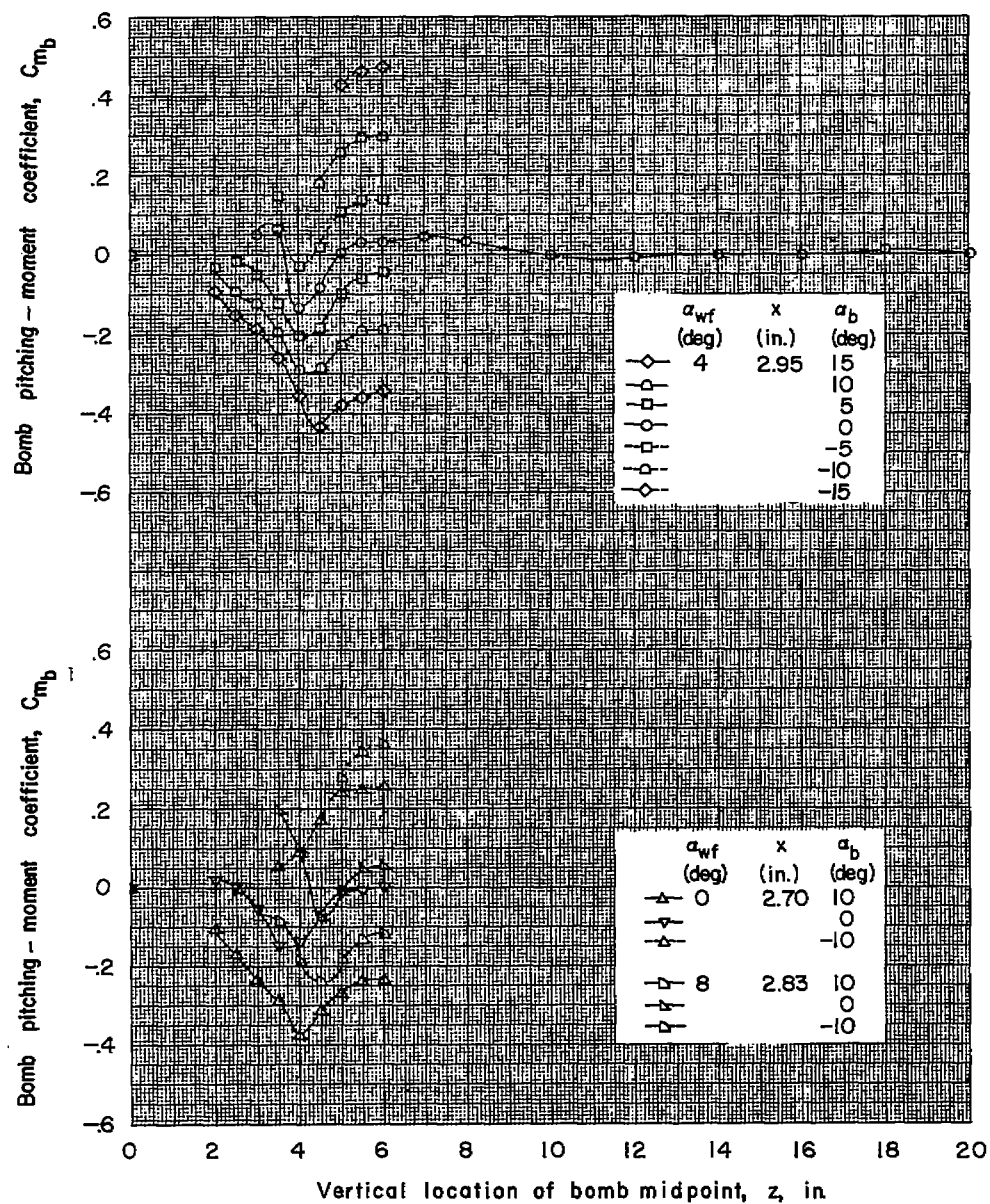 .6
.4
.2
0
-.2
-.4
-.6
Bomb pitching – moment coefficient, Cmb
αwf x αb
(deg) (in.) (deg)
4 2.95 15
10
5
0
-5
-10
-15
.6
.4
.2
0
-.2
-.4
-.6
Bomb pitching – moment coefficient, Cmb
αwf x αb
(deg) (in.) (deg)
0 2.70 10
0
-10
8 2.83 10
0
-10
0 2 4 6 8 10 12 14 16 18 20
Vertical location of bomb midpoint, z, in.